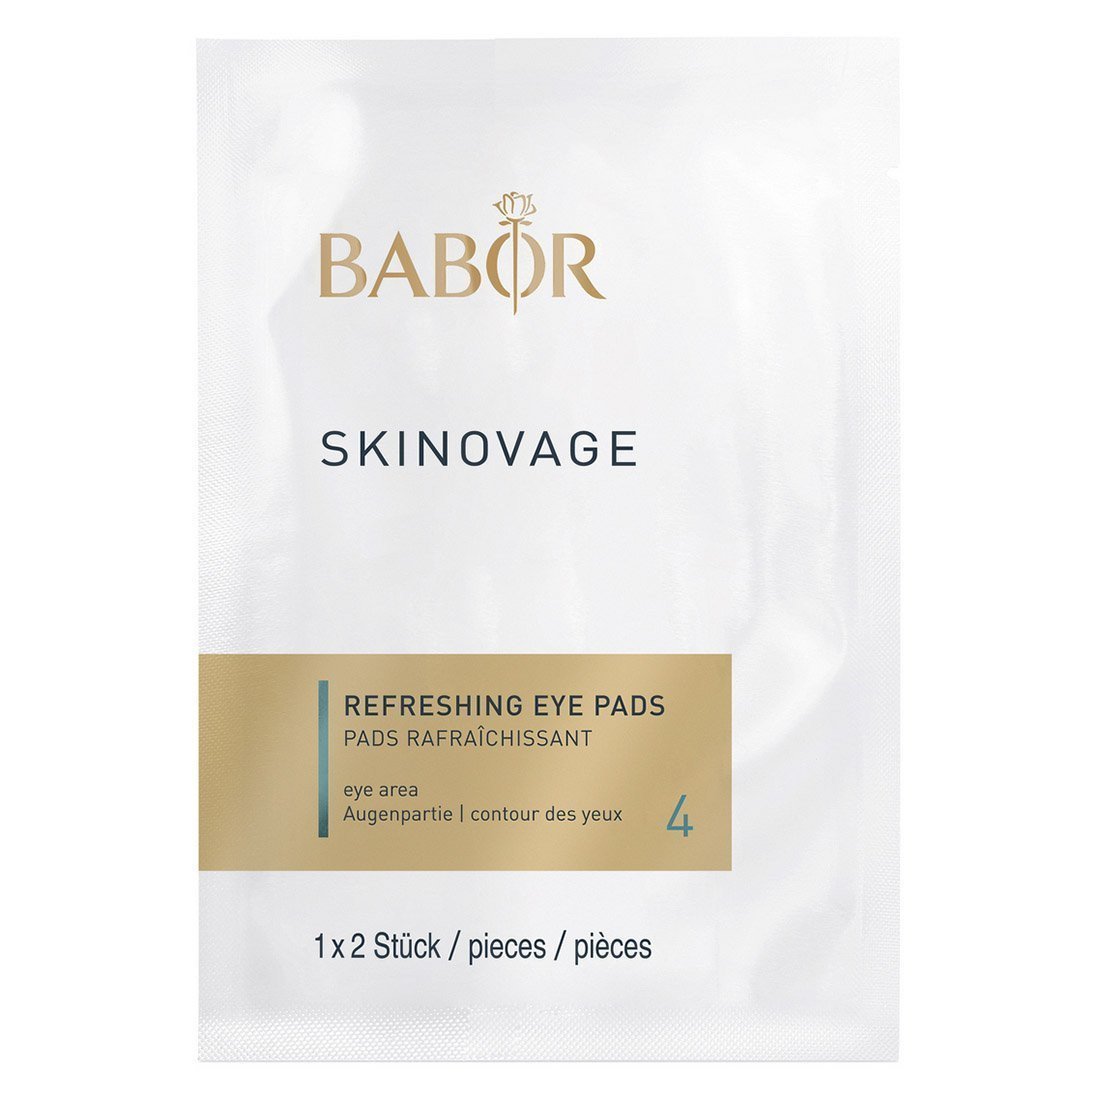 BABOR
SKINOVAGE
REFRESHING EYE PADS
PADS RAFRAÎCHISSANT
eye area
Augenpartie | contour des yeux
4
1 x 2 Stück / pieces / pièces